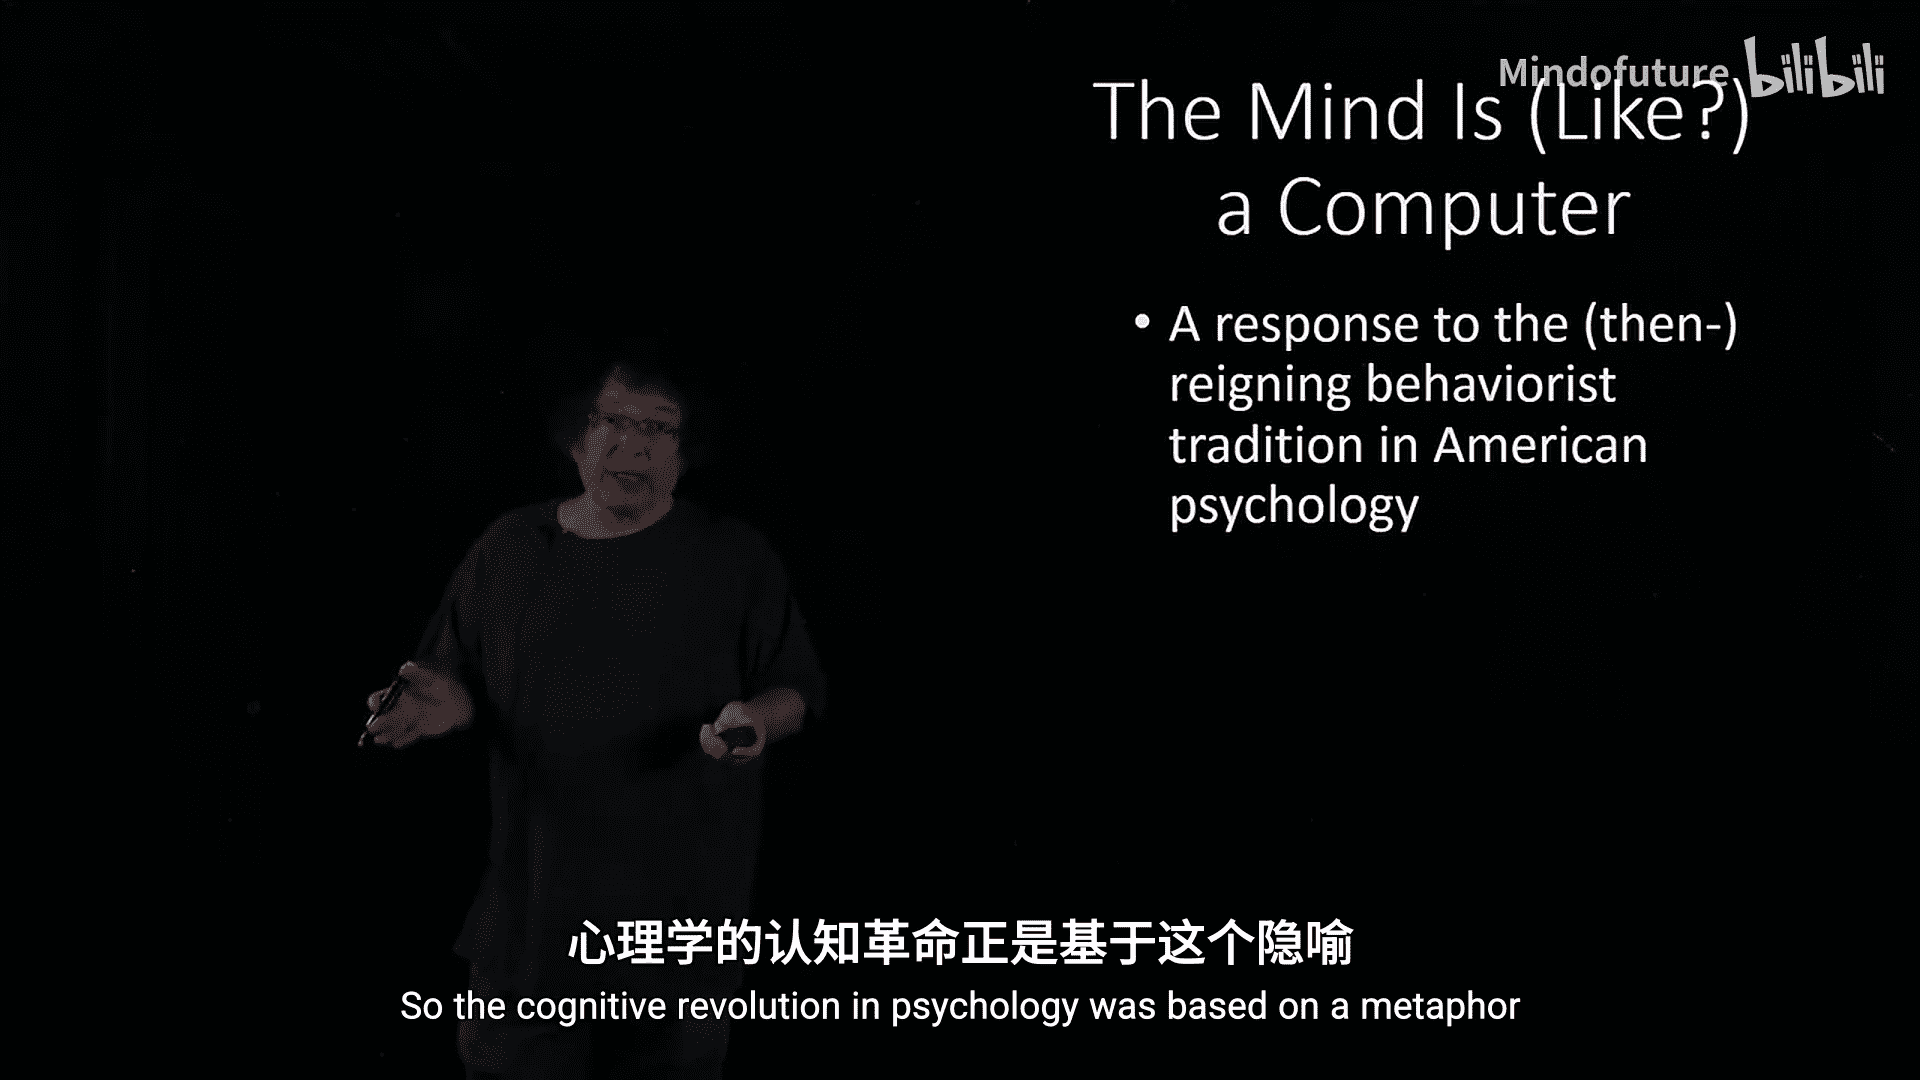 Mindofuture bilibili
The Mind Is (Like?)
a Computer
• A response to the (then-)
reigning behaviorist
tradition in American
psychology
心理学的认知革命正是基于这个隐喻
So the cognitive revolution in psychology was based on a metaphor